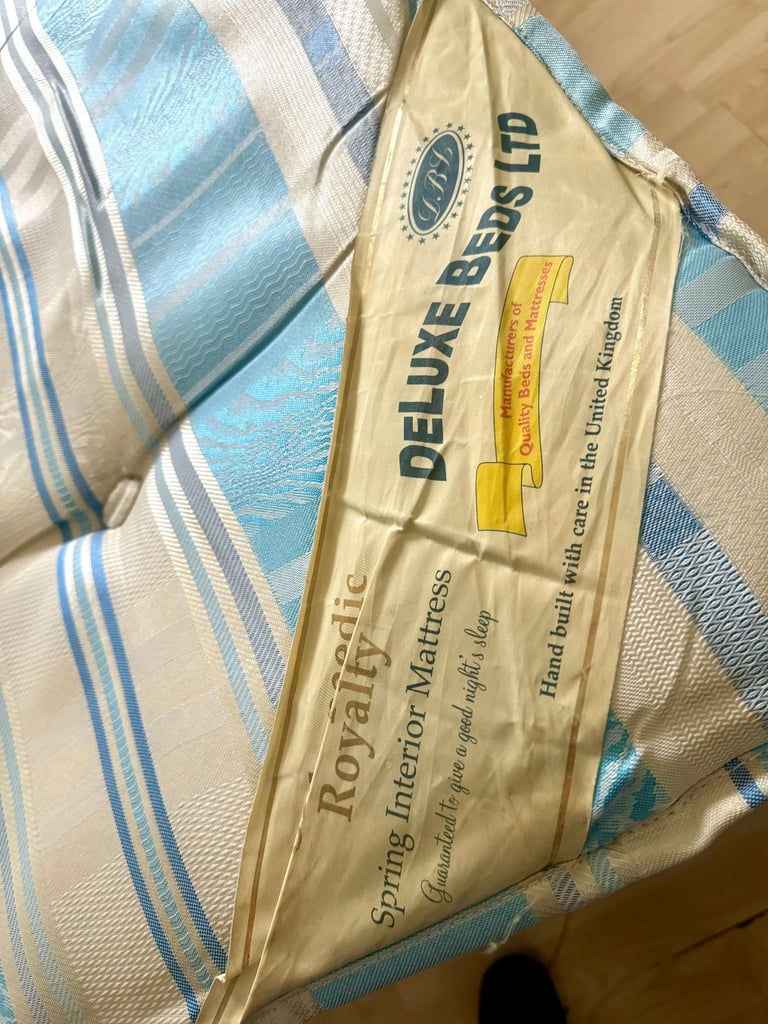 DBL
DELUXE BEDS LTD
Manufacturers of
Quality Beds and Mattresses
Royalty
Spring Interior Mattress
Guaranteed to give a good night's sleep
Hand built with care in the United Kingdom